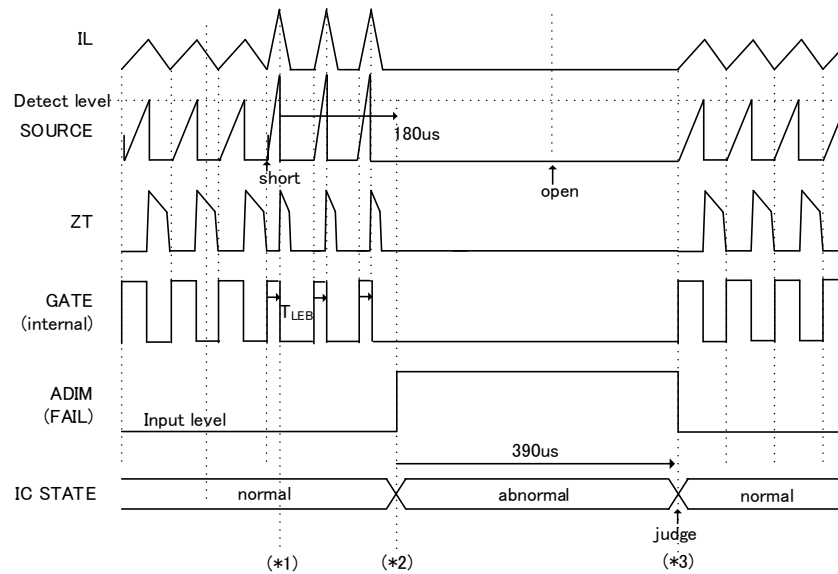 IL
Detect level
SOURCE
180us
short
open
ZT
GATE
(internal)
TLEB
ADIM
(FAIL)
Input level
390us
IC STATE
normal
abnormal
normal
judge
(*1)
(*2)
(*3)